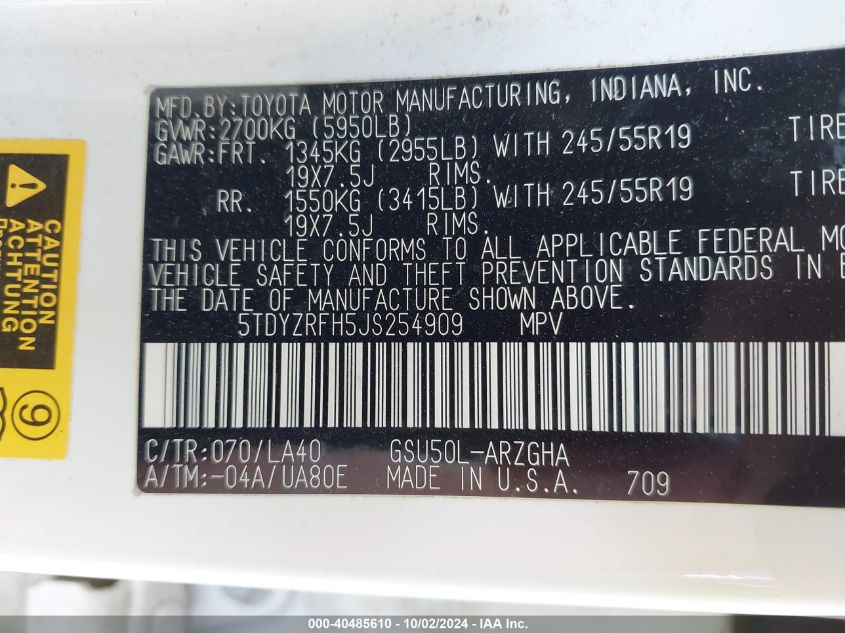 MFD.BY:TOYOTA MOTOR MANUFACTURING, INDIANA, INC.
GVWR:2700KG (5950LB)
GAWR:FRT. 1345KG (2955LB) WITH 245/55R19 TIRE
19X7.5J RIMS.
RR. 1550KG (3415LB) WITH 245/55R19 TIRE
19X7.5J RIMS.
THIS VEHICLE CONFORMS TO ALL APPLICABLE FEDERAL MO
VEHICLE SAFETY AND THEFT PREVENTION STANDARDS IN E
THE DATE OF MANUFACTURE SHOWN ABOVE.
5TDYZRFH5JS254909 MPV
C/TR:070/LA40 GSU50L-ARZGHA
A/TM:-04A/UA80E MADE IN U.S.A. 709
CAUTION
ATTENTION
ACHTUNG
9
000-40485610 - 10/02/2024 - IAA Inc.